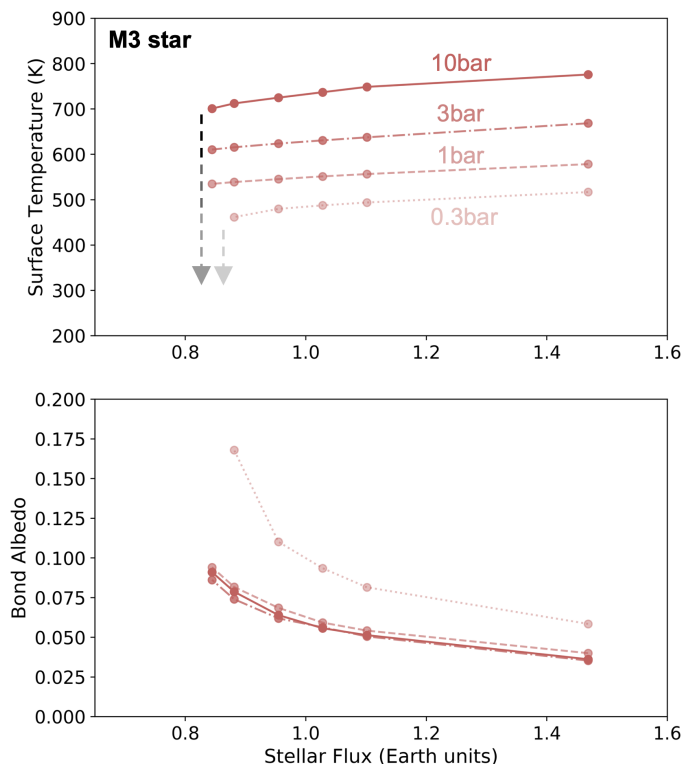 M3 star
10bar
3bar
1bar
0.3bar
Surface Temperature (K)
900
800
700
600
500
400
300
200
0.8 1.0 1.2 1.4 1.6
Bond Albedo
0.200
0.175
0.150
0.125
0.100
0.075
0.050
0.025
0.000
0.8 1.0 1.2 1.4 1.6
Stellar Flux (Earth units)